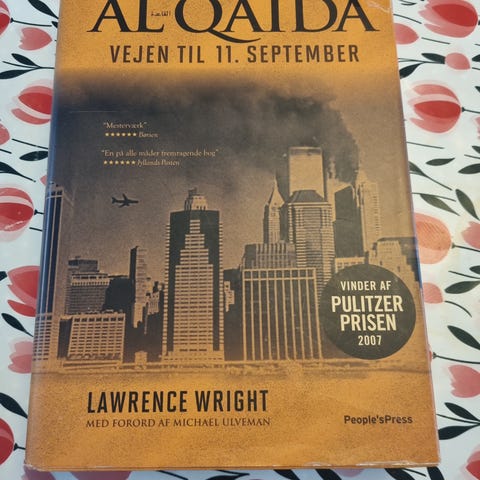 AL QAIDA
VEJEN TIL 11. SEPTEMBER
"Mesterværk"
★★★★★★ Børsen
"En på alle måder fremragende bog"
★★★★★★ Jyllands Posten
VINDER AF
PULITZER
PRISEN
2007
LAWRENCE WRIGHT
MED FORORD AF MICHAEL ULVEMAN
People'sPress